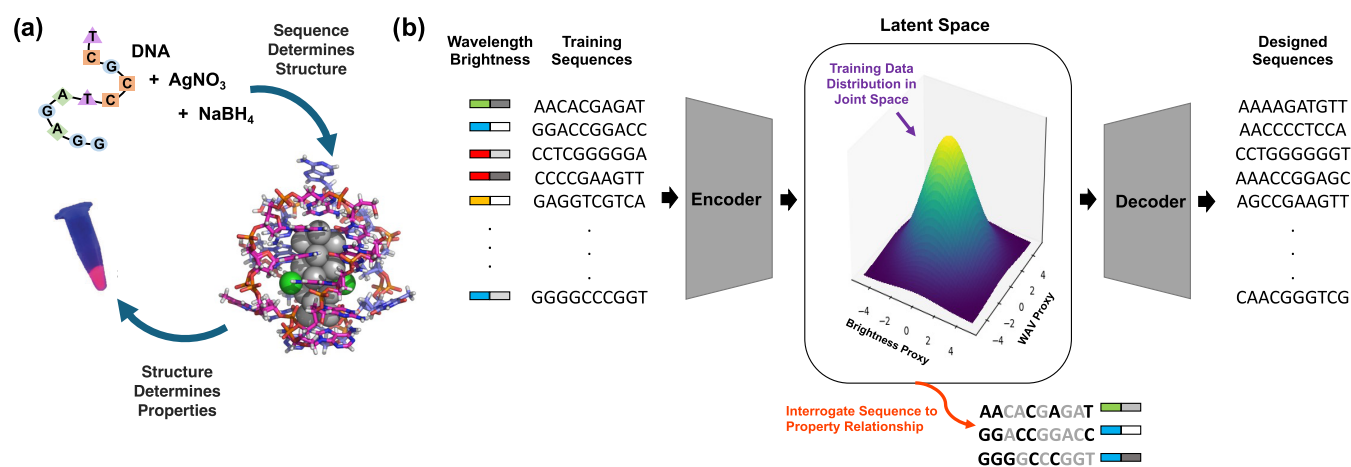 (a)
T
C
G
C
C
T
A
G
A
G
G
DNA
+ AgNO3
+ NaBH4
Sequence
Determines
Structure
Structure
Determines
Properties
(b)
Wavelength
Brightness
Training
Sequences
AACACGAGAT
GGACCGGACC
CCTCGGGGGA
CCCCGAAGTT
GAGGTCGTCA
.
.
.
.
.
.
GGGGCCCGGT
Encoder
Latent Space
Training Data
Distribution in
Joint Space
−4
−2
0
2
4
Brightness Proxy
−4
−2
0
2
4
WAV Proxy
Decoder
Designed
Sequences
AAAAGATGTT
AACCCCTCCA
CCTGGGGGGT
AAACCGGAGC
AGCCGAAGTT
.
.
.
CAACGGGTCG
Interrogate Sequence to
Property Relationship
AACACGAGAT
GGACCGGACC
GGGGCCCGGT